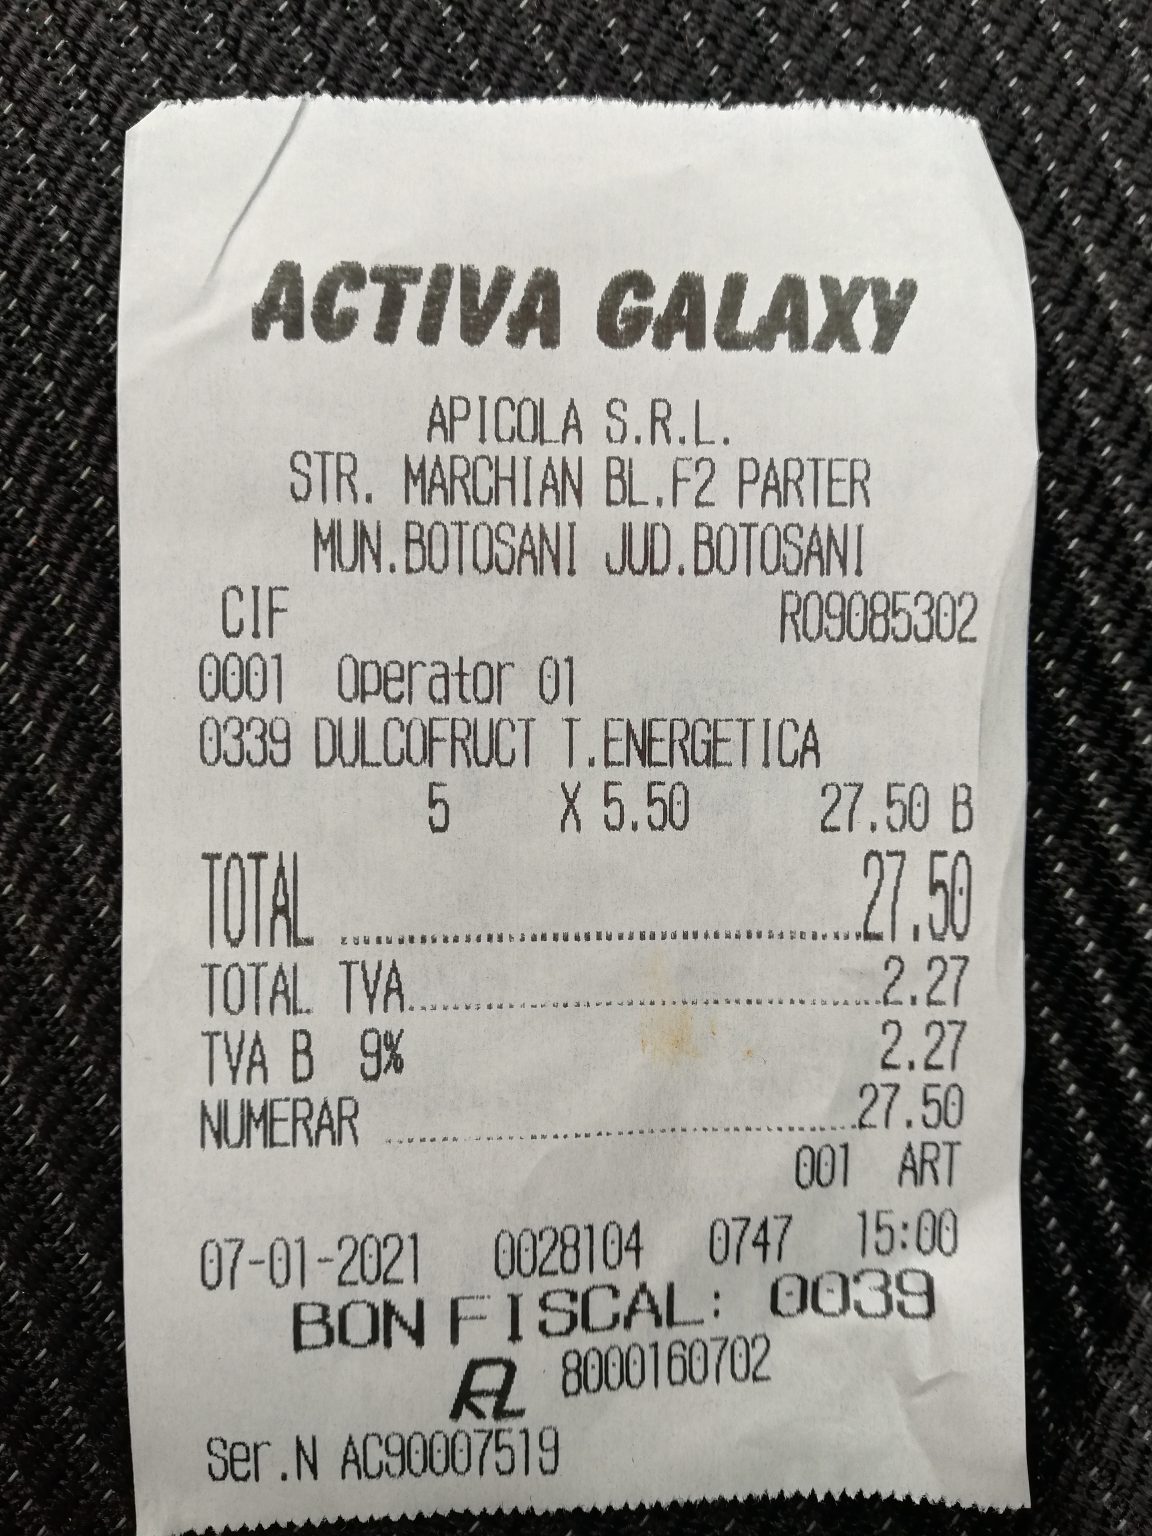 ACTIVA GALAXY
APICOLA S.R.L.
STR. MARCHIAN BL.F2 PARTER
MUN.BOTOSANI JUD.BOTOSANI
CIF RO9085302
0001 Operator 01
0339 DULCOFRUCT T.ENERGETICA
5 X 5.50 27.50 B
TOTAL 27.50
TOTAL TVA 2.27
TVA B 9% 2.27
NUMERAR 27.50
001 ART
07-01-2021 0028104 0747 15:00
BON FISCAL: 0039
8000160702
Ser.N AC90007519